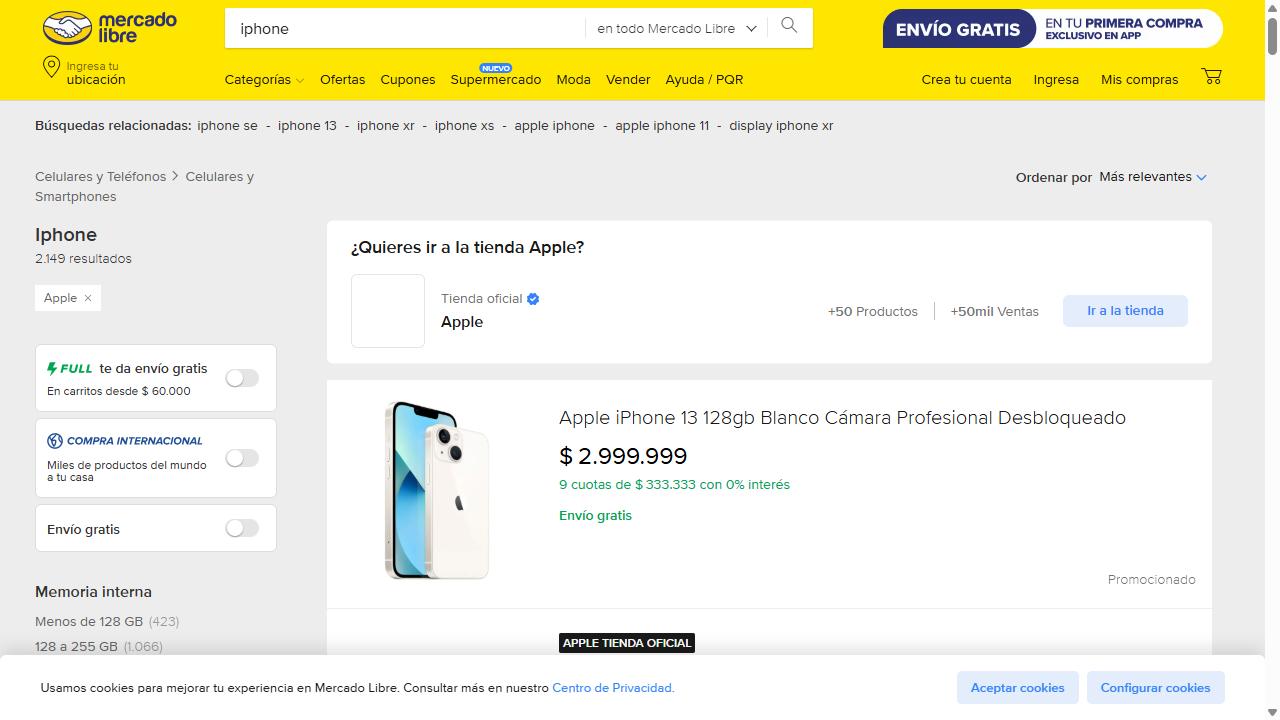 mercado
libre
iphone
en todo Mercado Libre
ENVÍO GRATIS
EN TU PRIMERA COMPRA
EXCLUSIVO EN APP
Ingresa tu
ubicación
Categorías
Ofertas
Cupones
NUEVO
Supermercado
Moda
Vender
Ayuda / PQR
Crea tu cuenta
Ingresa
Mis compras
Búsquedas relacionadas: iphone se - iphone 13 - iphone xr - iphone xs - apple iphone - apple iphone 11 - display iphone xr
Celulares y Teléfonos > Celulares y
Smartphones
Ordenar por Más relevantes
Iphone
2.149 resultados
Apple ×
FULL te da envío gratis
En carritos desde $ 60.000
COMPRA INTERNACIONAL
Miles de productos del mundo
a tu casa
Envío gratis
Memoria interna
Menos de 128 GB (423)
128 a 255 GB (1.066)
¿Quieres ir a la tienda Apple?
Tienda oficial
Apple
+50 Productos
+50mil Ventas
Ir a la tienda
Apple iPhone 13 128gb Blanco Cámara Profesional Desbloqueado
$ 2.999.999
9 cuotas de $ 333.333 con 0% interés
Envío gratis
Promocionado
APPLE TIENDA OFICIAL
Usamos cookies para mejorar tu experiencia en Mercado Libre. Consultar más en nuestro Centro de Privacidad.
Aceptar cookies
Configurar cookies